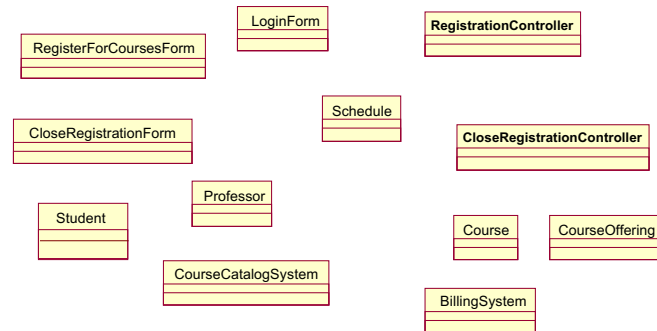 LoginForm
RegistrationController
RegisterForCoursesForm
Schedule
CloseRegistrationForm
CloseRegistrationController
Professor
Student
Course
CourseOffering
CourseCatalogSystem
BillingSystem